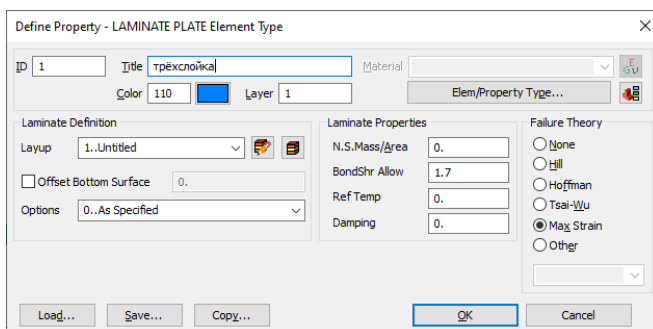 Define Property - LAMINATE PLATE Element Type
ID 1 Title трёхслойка Material
Color 110 Layer 1 Elem/Property Type...
Laminate Definition Laminate Properties Failure Theory
Layup 1..Untitled N.S.Mass/Area 0. None
Hill
Offset Bottom Surface 0. BondShr Allow 1.7 Hoffman
Ref Temp 0. Tsai-Wu
Options 0..As Specified Damping 0. Max Strain
Other
Load... Save... Copy... OK Cancel